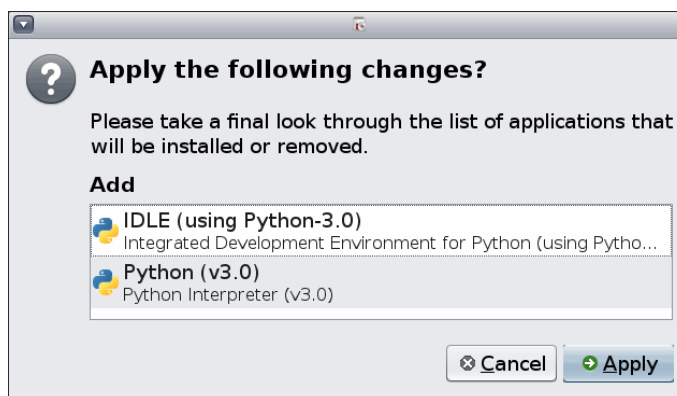 Apply the following changes?
Please take a final look through the list of applications that
will be installed or removed.
Add
IDLE (using Python-3.0)
Integrated Development Environment for Python (using Pytho...
Python (v3.0)
Python Interpreter (v3.0)
Cancel
Apply